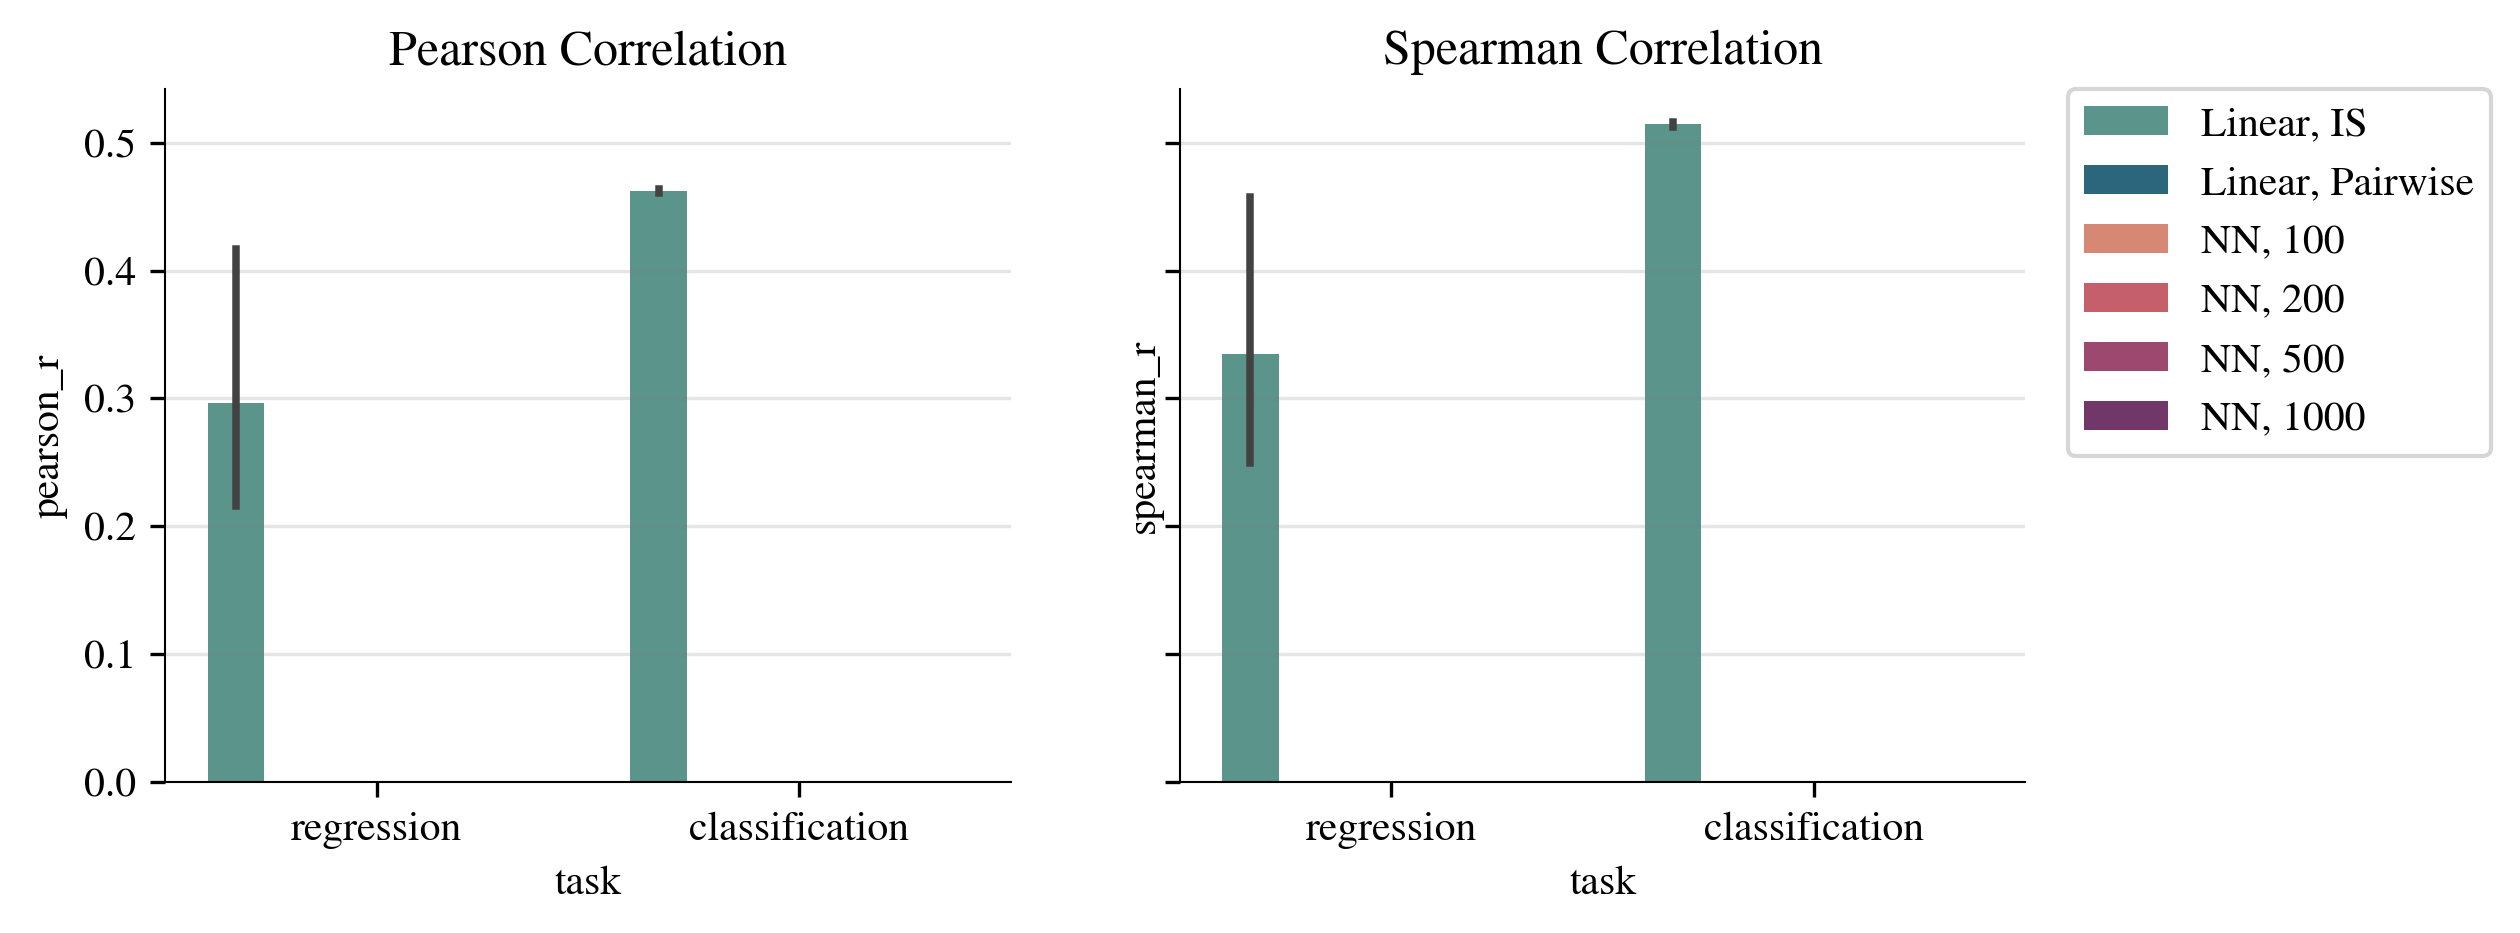 Pearson Correlation
pearson_r
0.5
0.4
0.3
0.2
0.1
0.0
regression classification
task
Spearman Correlation
spearman_r
regression classification
task
Linear, IS
Linear, Pairwise
NN, 100
NN, 200
NN, 500
NN, 1000